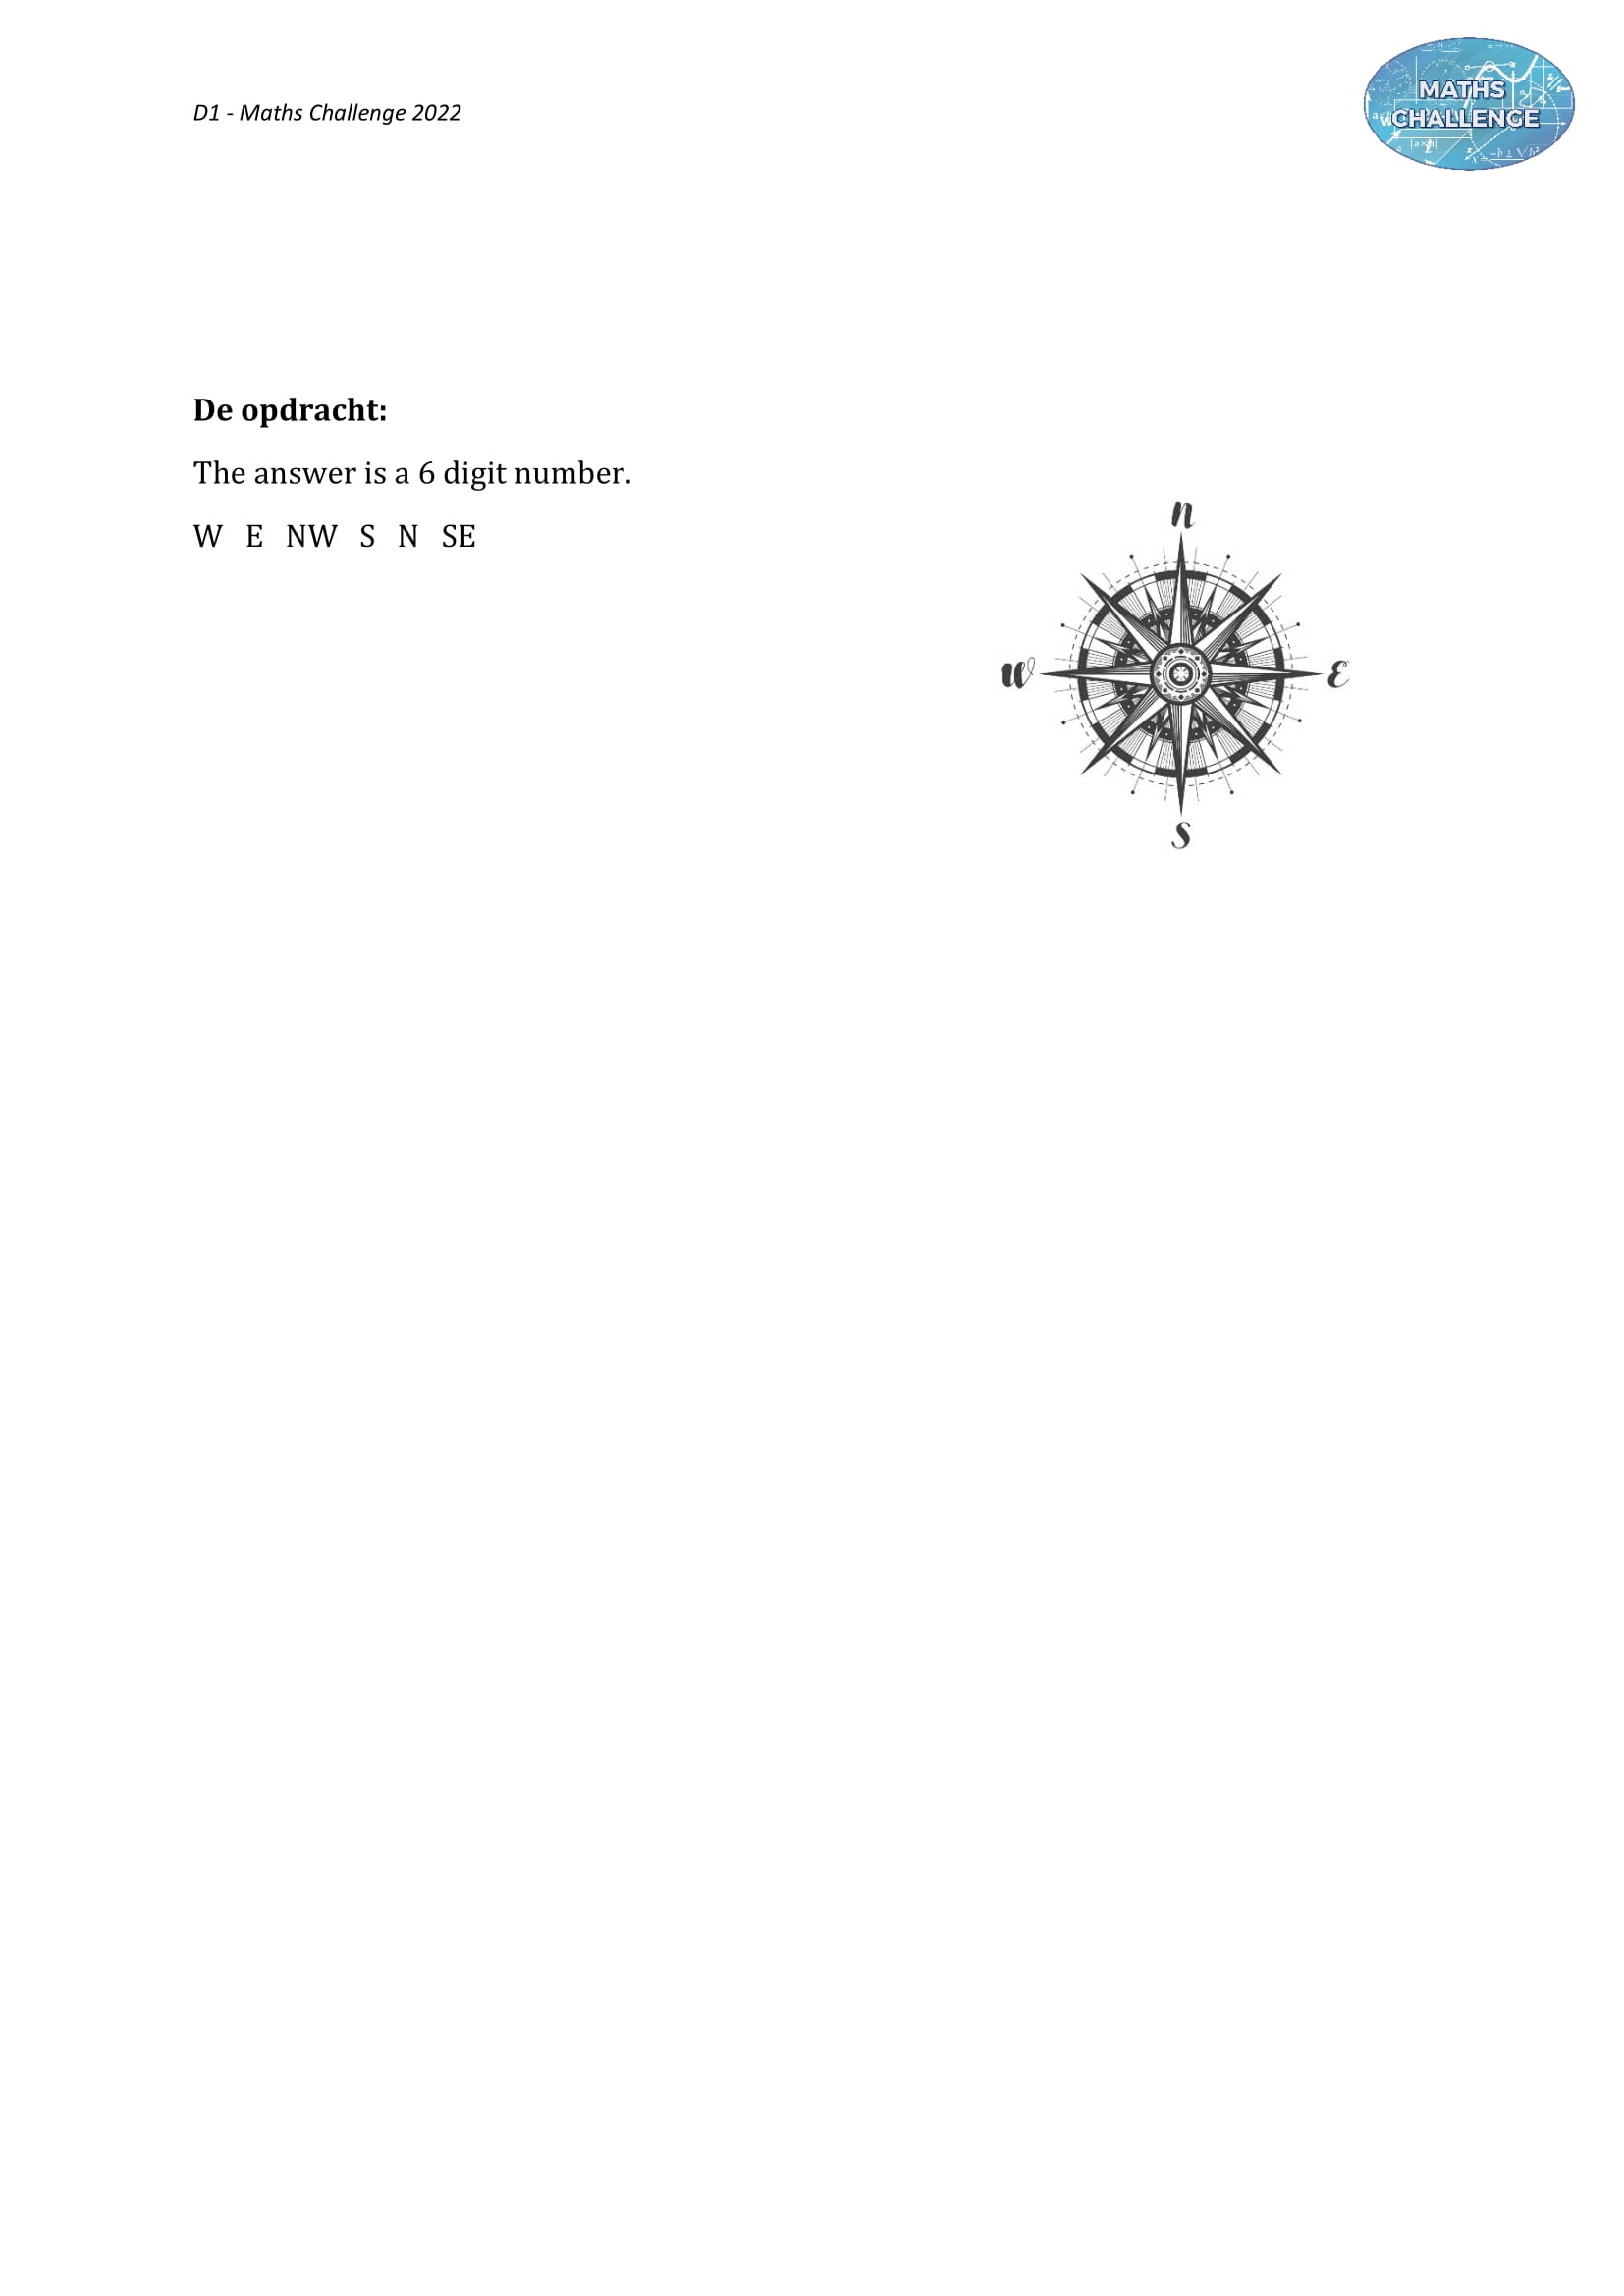 D1 - Maths Challenge 2022
MATHS
CHALLENGE
De opdracht:
The answer is a 6 digit number.
W E NW S N SE
n
w
E
s